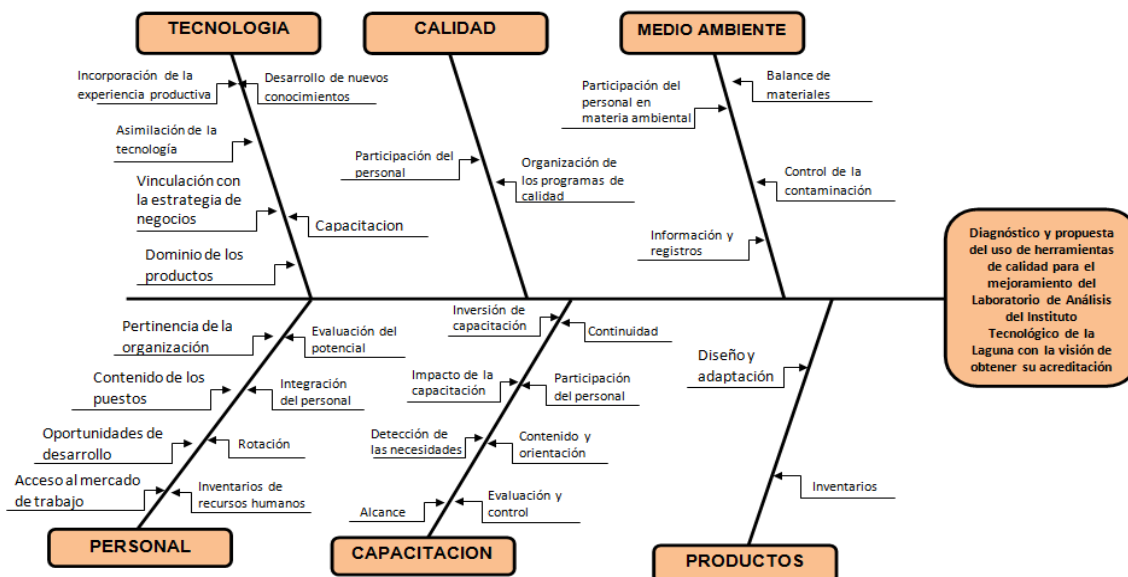 TECNOLOGIA
CALIDAD
MEDIO AMBIENTE
Incorporación de la
experiencia productiva
Desarrollo de nuevos
conocimientos
Asimilación de la
tecnología
Vinculación con
la estrategia de
negocios
Capacitacion
Dominio de los
productos
Participación del
personal
Organización de
los programas de
calidad
Participación del
personal en
materia ambiental
Balance de
materiales
Control de la
contaminación
Información y
registros
Diagnóstico y propuesta
del uso de herramientas
de calidad para el
mejoramiento del
Laboratorio de Análisis
del Instituto
Tecnológico de la
Laguna con la visión de
obtener su acreditación
Pertinencia de la
organización
Evaluación del
potencial
Contenido de los
puestos
Integración
del personal
Oportunidades de
desarrollo
Rotación
Acceso al mercado
de trabajo
Inventarios de
recursos humanos
Inversión de
capacitación
Continuidad
Impacto de la
capacitación
Participación
del personal
Detección de
las necesidades
Contenido y
orientación
Alcance
Evaluación y
control
Diseño y
adaptación
Inventarios
PERSONAL
CAPACITACION
PRODUCTOS